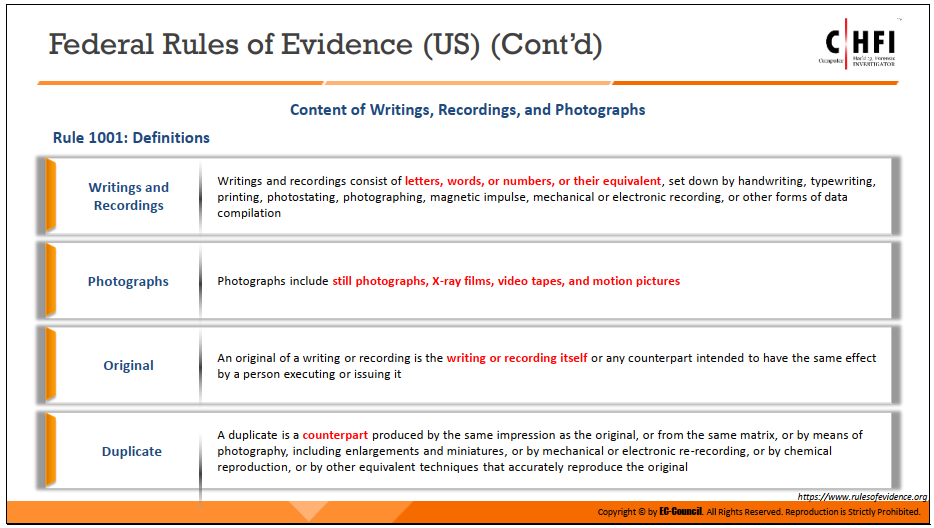 Federal Rules of Evidence (US) (Cont’d)
C HFI
Computer Hacking Forensic
INVESTIGATOR
Content of Writings, Recordings, and Photographs
Rule 1001: Definitions
Writings and
Recordings
Writings and recordings consist of letters, words, or numbers, or their equivalent, set down by handwriting, typewriting,
printing, photostating, photographing, magnetic impulse, mechanical or electronic recording, or other forms of data
compilation
Photographs
Photographs include still photographs, X-ray films, video tapes, and motion pictures
Original
An original of a writing or recording is the writing or recording itself or any counterpart intended to have the same effect
by a person executing or issuing it
Duplicate
A duplicate is a counterpart produced by the same impression as the original, or from the same matrix, or by means of
photography, including enlargements and miniatures, or by mechanical or electronic re-recording, or by chemical
reproduction, or by other equivalent techniques that accurately reproduce the original
https://www.rulesofevidence.org
Copyright © by EC-Council. All Rights Reserved. Reproduction is Strictly Prohibited.